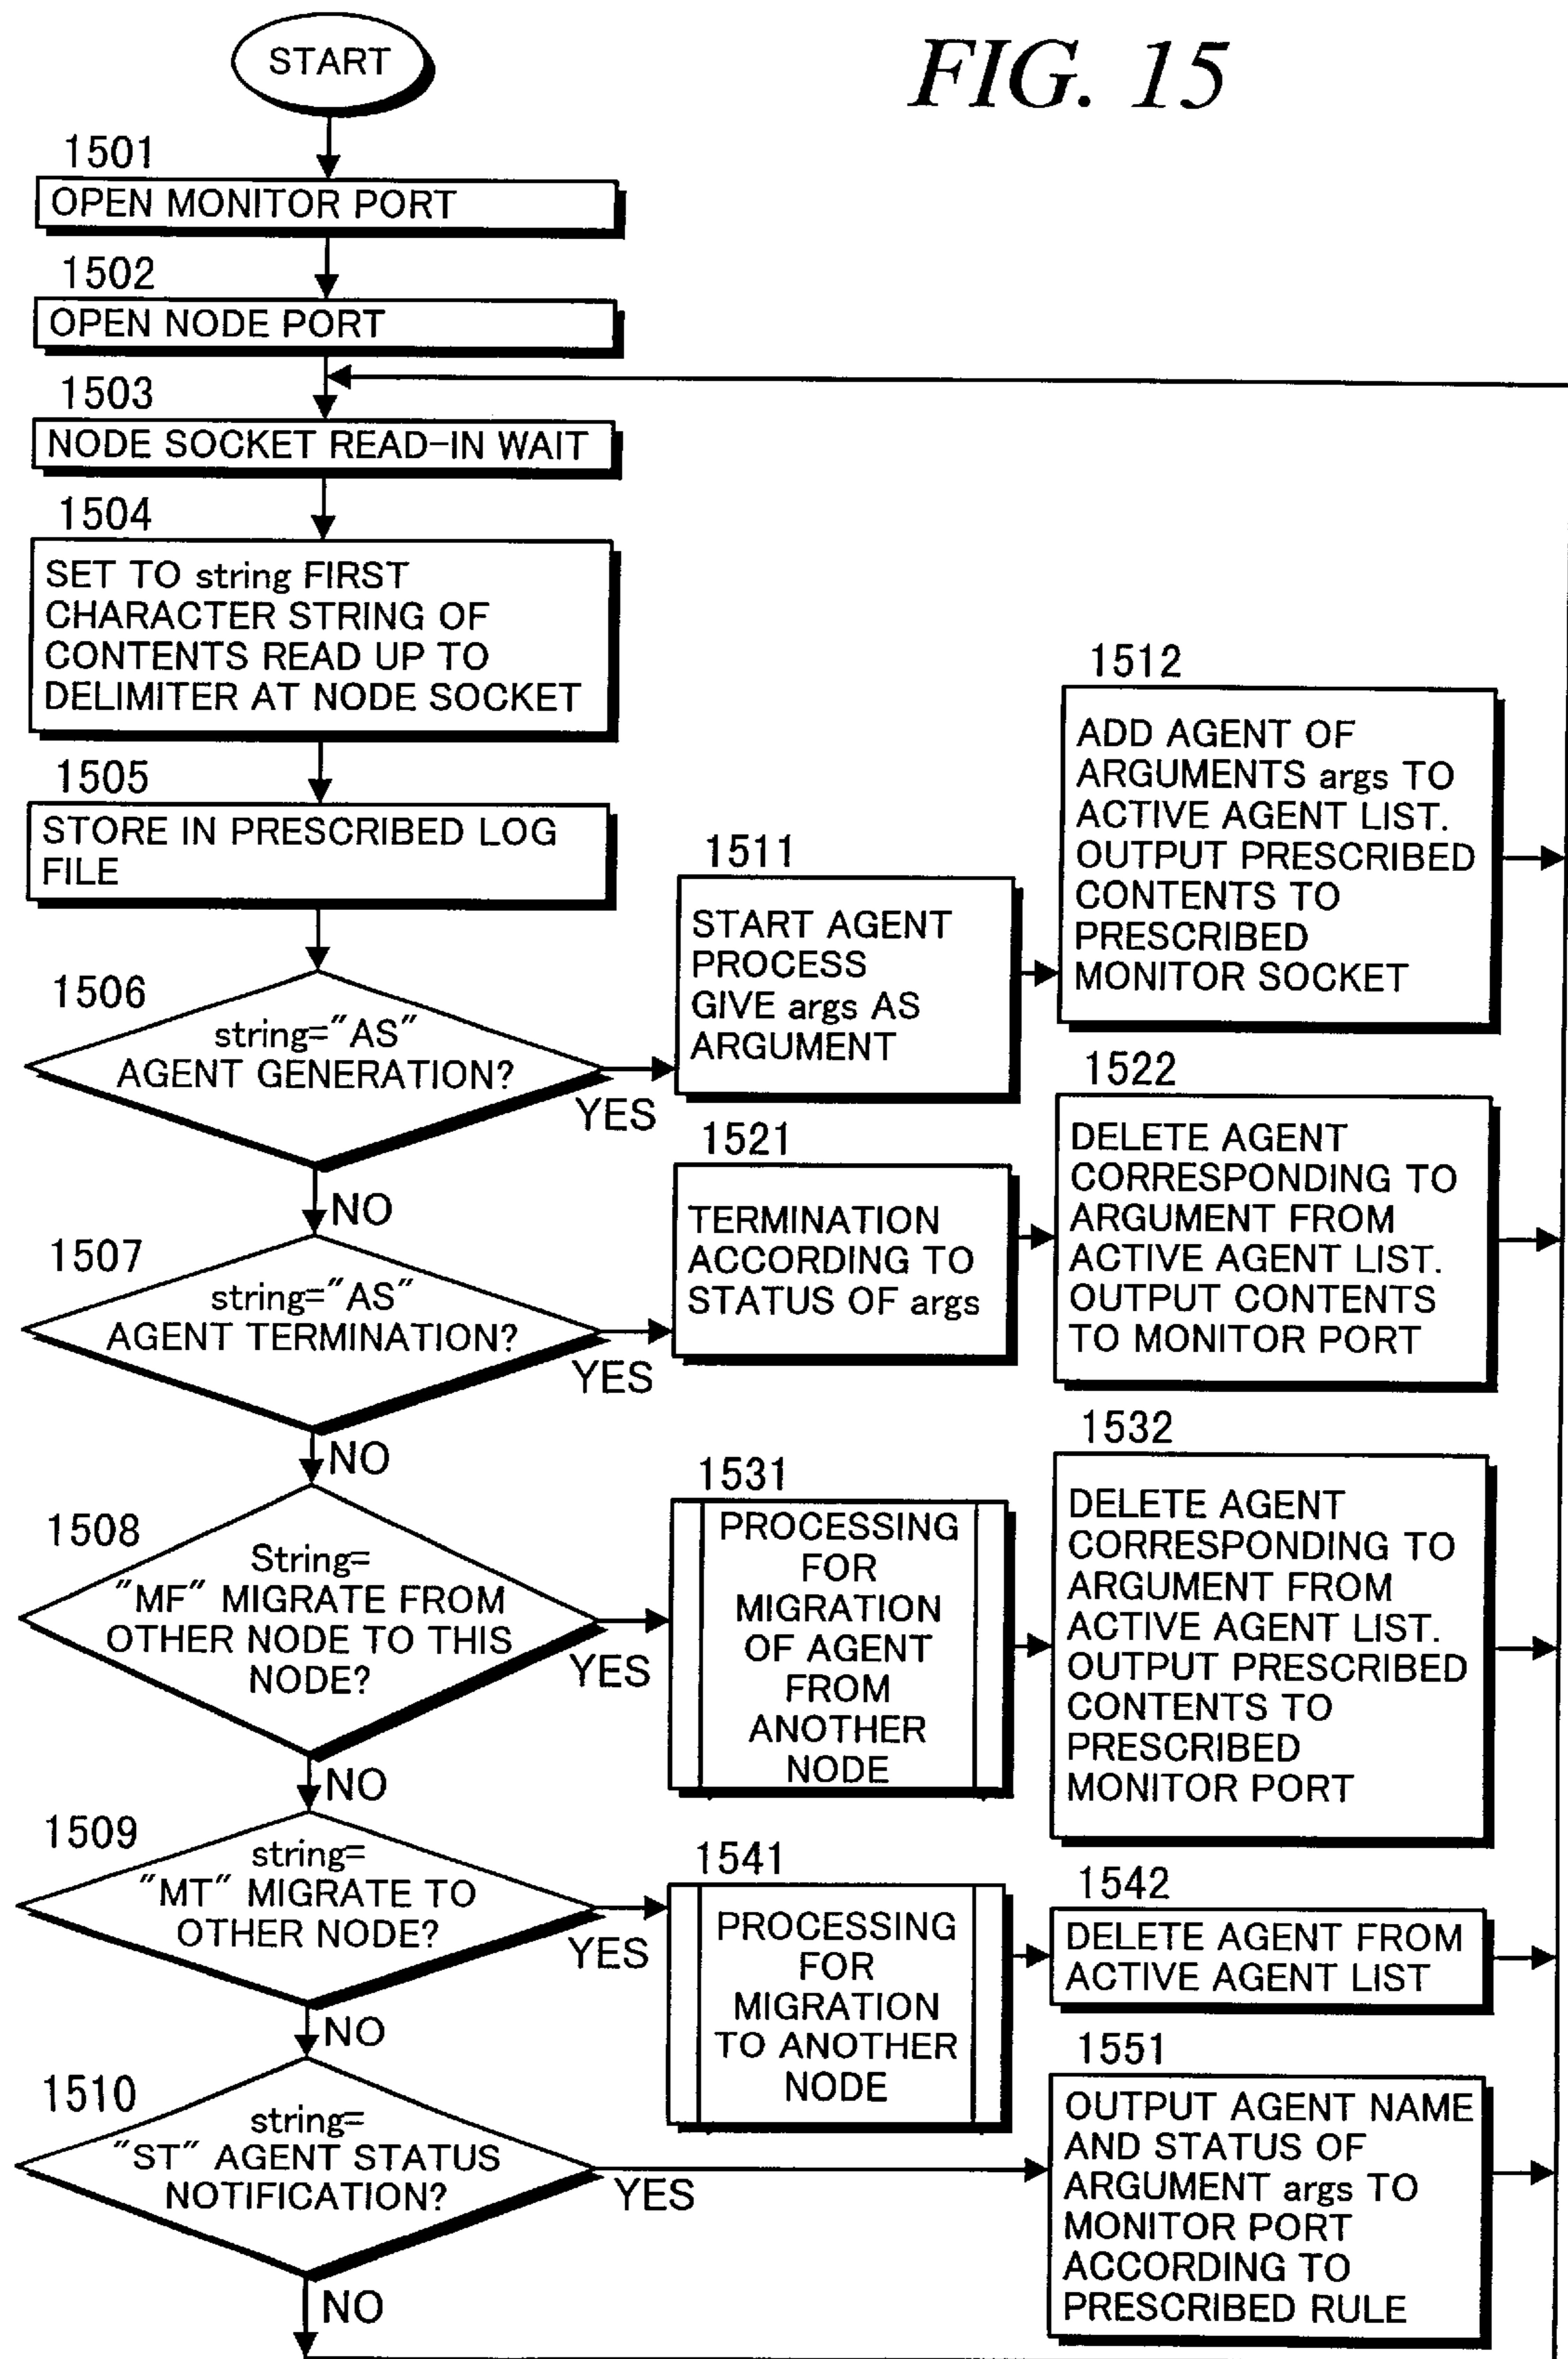 FIG. 15
START
1501
OPEN MONITOR PORT
1502
OPEN NODE PORT
1503
NODE SOCKET READ-IN WAIT
1504
SET TO string FIRST
CHARACTER STRING OF
CONTENTS READ UP TO
DELIMITER AT NODE SOCKET
1505
STORE IN PRESCRIBED LOG
FILE
1506
string="AS"
AGENT GENERATION?
YES
NO
1511
START AGENT
PROCESS
GIVE args AS
ARGUMENT
1512
ADD AGENT OF
ARGUMENTS args TO
ACTIVE AGENT LIST.
OUTPUT PRESCRIBED
CONTENTS TO
PRESCRIBED
MONITOR SOCKET
1507
string="AS"
AGENT TERMINATION?
YES
NO
1521
TERMINATION
ACCORDING TO
STATUS OF args
1522
DELETE AGENT
CORRESPONDING TO
ARGUMENT FROM
ACTIVE AGENT LIST.
OUTPUT CONTENTS
TO MONITOR PORT
1508
String=
"MF" MIGRATE FROM
OTHER NODE TO THIS
NODE?
YES
NO
1531
PROCESSING
FOR
MIGRATION
OF AGENT
FROM
ANOTHER
NODE
1532
DELETE AGENT
CORRESPONDING TO
ARGUMENT FROM
ACTIVE AGENT LIST.
OUTPUT PRESCRIBED
CONTENTS TO
PRESCRIBED
MONITOR PORT
1509
string=
"MT" MIGRATE TO
OTHER NODE?
YES
NO
1541
PROCESSING
FOR
MIGRATION
TO ANOTHER
NODE
1542
DELETE AGENT FROM
ACTIVE AGENT LIST
1510
string=
"ST" AGENT STATUS
NOTIFICATION?
YES
NO
1551
OUTPUT AGENT NAME
AND STATUS OF
ARGUMENT args TO
MONITOR PORT
ACCORDING TO
PRESCRIBED RULE